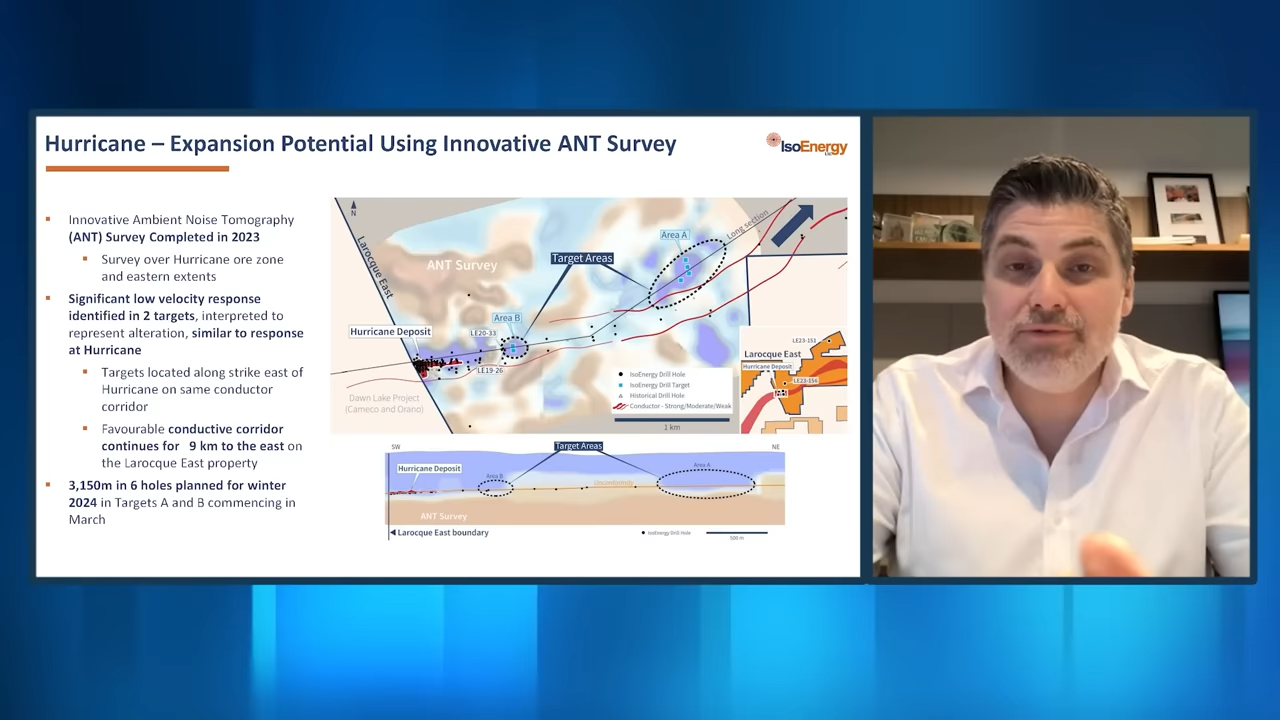 Hurricane – Expansion Potential Using Innovative ANT Survey
IsoEnergy
Innovative Ambient Noise Tomography
(ANT) Survey Completed in 2023
Survey over Hurricane ore zone
and eastern extents
Significant low velocity response
identified in 2 targets, interpreted to
represent alteration, similar to response
at Hurricane
Targets located along strike east of
Hurricane on same conductor
corridor
Favourable conductive corridor
continues for 9 km to the east on
the Larocque East property
3,150m in 6 holes planned for winter
2024 in Targets A and B commencing in
March
N
Larocque East
ANT Survey
Target Areas
Area A
Long section
Area B
Hurricane Deposit
LE20-33
LE19-26
Dawn Lake Project
(Cameco and Orano)
IsoEnergy Drill Hole
IsoEnergy Drill Target
Historical Drill Hole
Conductor - Strong/Moderate/Weak
1 km
LE23-151
Larocque East
Hurricane Deposit
LE23-156
SW
Target Areas
NE
Hurricane Deposit
Area B
Area A
Unconformity
ANT Survey
Larocque East boundary
IsoEnergy Drill Hole
500 m